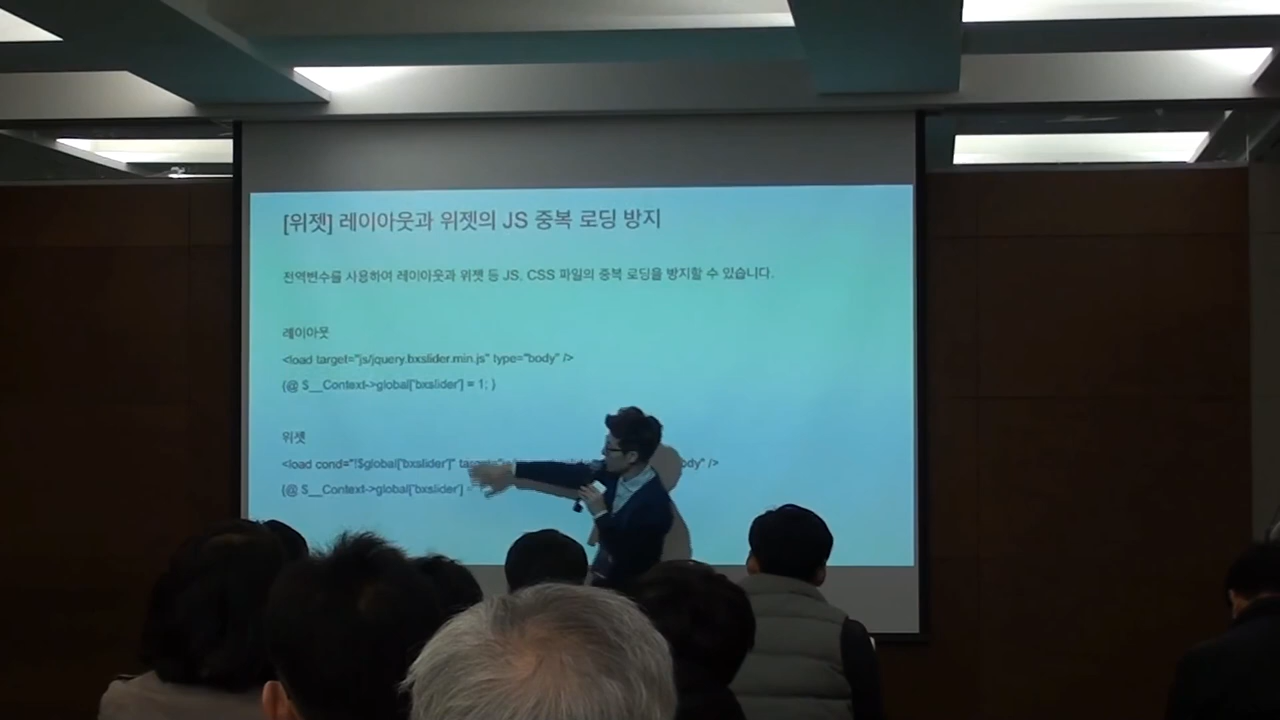 [위젯] 레이아웃과 위젯의 JS 중복 로딩 방지
전역변수를 사용하여 레이아웃과 위젯 등 JS, CSS 파일의 중복 로딩을 방지할 수 있습니다.
레이아웃
<load target="js/jquery.bxslider.min.js" type="body" />
{@ $__Context->global['bxslider'] = 1; }
위젯
<load cond="!$global['bxslider']" body" />
{@ $__Context->global['bxslider'] =